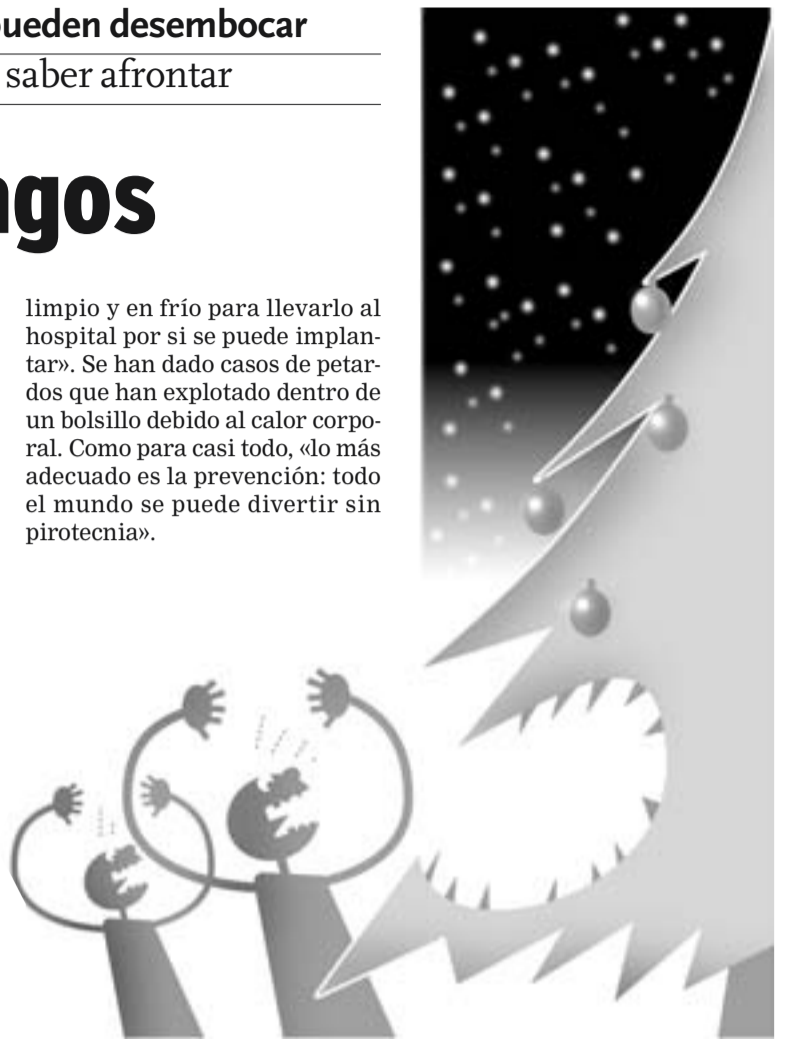 pueden desembocar
saber afrontar
agos
limpio y en frío para llevarlo al
hospital por si se puede implan-
tar». Se han dado casos de petar-
dos que han explotado dentro de
un bolsillo debido al calor corpo-
ral. Como para casi todo, «lo más
adecuado es la prevención: todo
el mundo se puede divertir sin
pirotecnia».